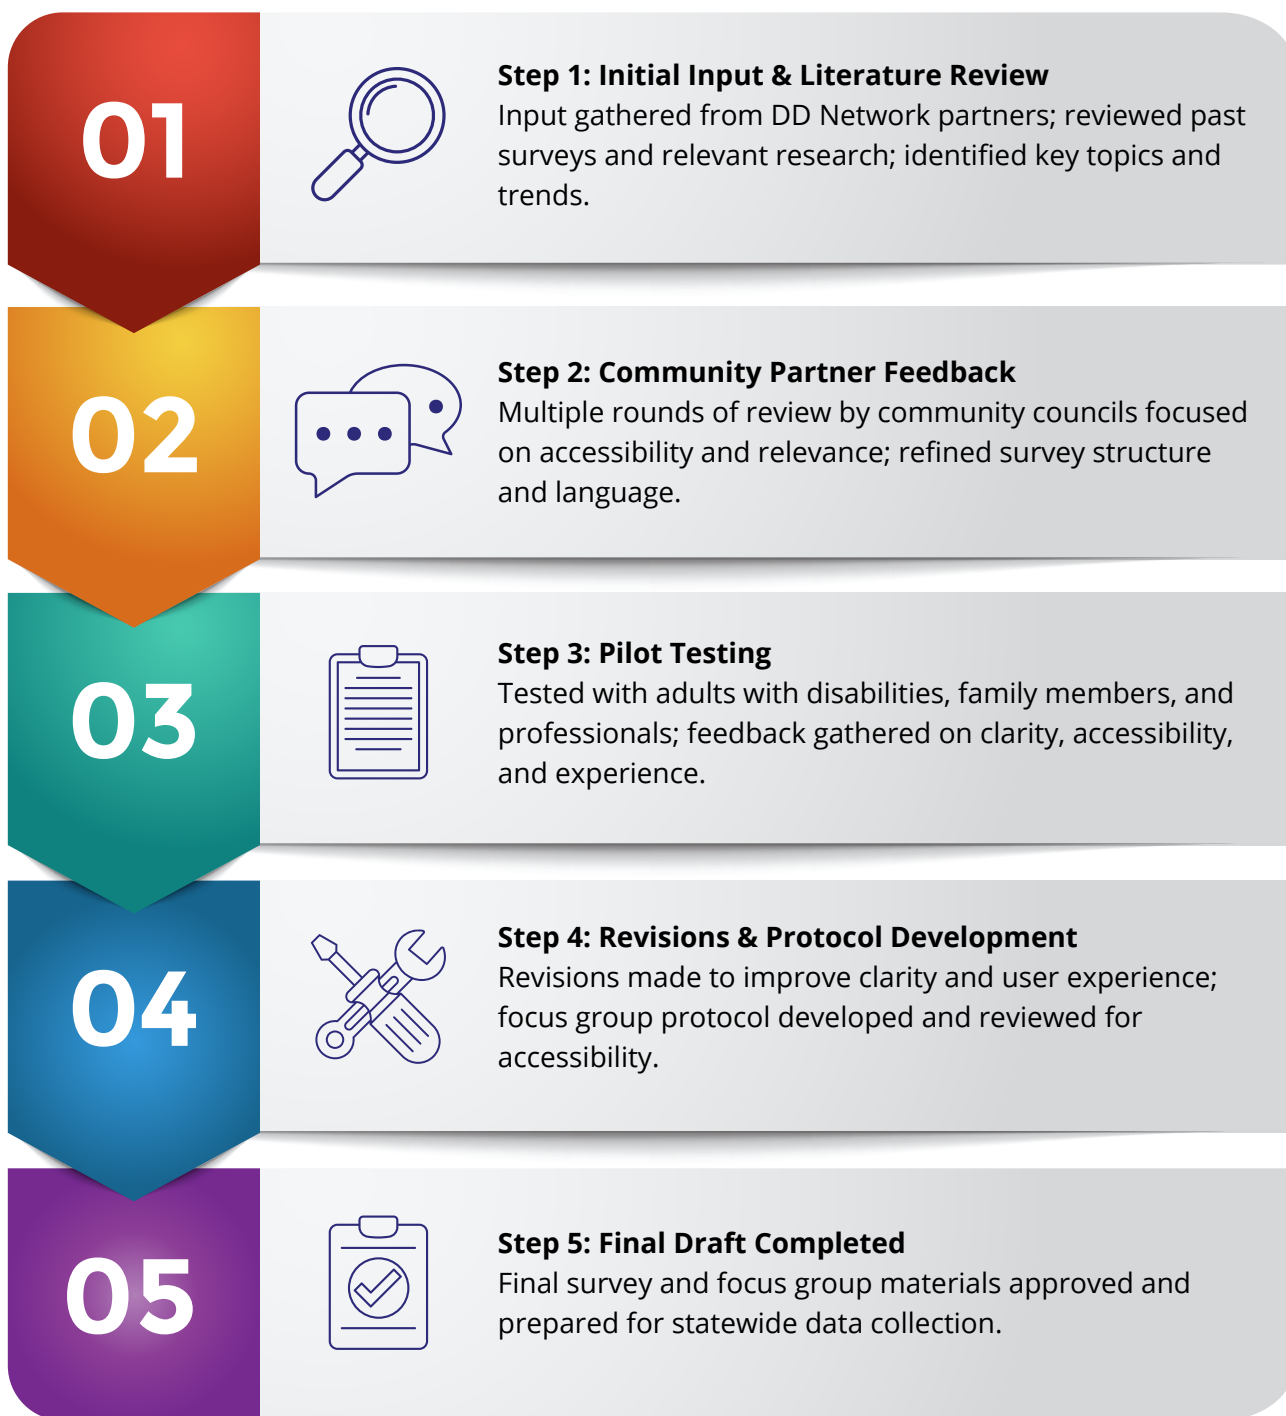 01
Step 1: Initial Input & Literature Review
Input gathered from DD Network partners; reviewed past
surveys and relevant research; identified key topics and
trends.
02
Step 2: Community Partner Feedback
Multiple rounds of review by community councils focused
on accessibility and relevance; refined survey structure
and language.
03
Step 3: Pilot Testing
Tested with adults with disabilities, family members, and
professionals; feedback gathered on clarity, accessibility,
and experience.
04
Step 4: Revisions & Protocol Development
Revisions made to improve clarity and user experience;
focus group protocol developed and reviewed for
accessibility.
05
Step 5: Final Draft Completed
Final survey and focus group materials approved and
prepared for statewide data collection.